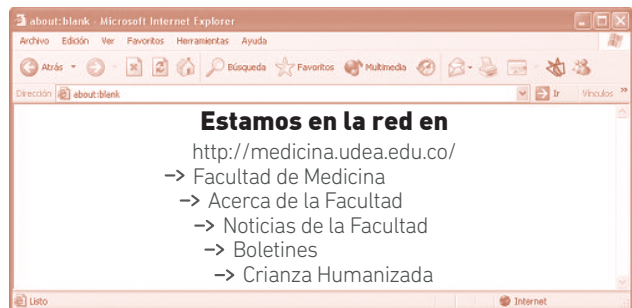 about:blank - Microsoft Internet Explorer
Archivo Edición Ver Favoritos Herramientas Ayuda
Atrás Búsqueda Favoritos Multimedia
Dirección about:blank Ir Vínculos »
Estamos en la red en
http://medicina.udea.edu.co/
-> Facultad de Medicina
-> Acerca de la Facultad
-> Noticias de la Facultad
-> Boletines
-> Crianza Humanizada
Listo Internet